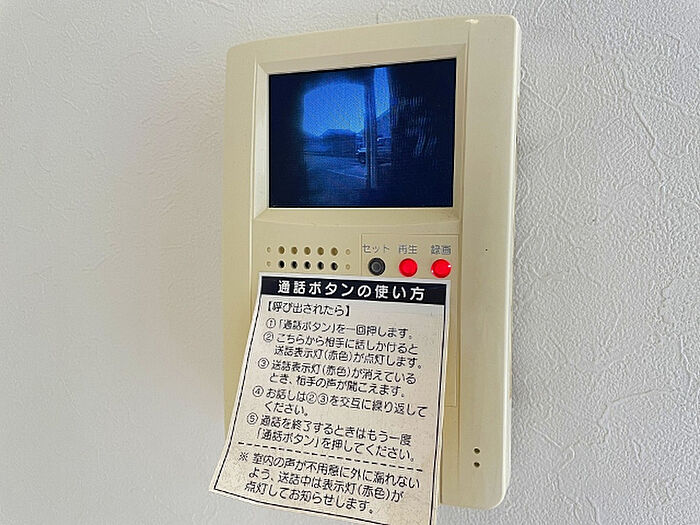 セット 再生 録画
通話ボタンの使い方
【呼び出されたら】
①「通話ボタン」を一回押します。
② こちらから相手に話しかけると
送話表示灯(赤色)が点灯します。
③ 送話表示灯(赤色)が消えている
とき、相手の声が聞こえます。
④ お話しは②③を交互に繰り返して
ください。
⑤ 通話を終了するときはもう一度
「通話ボタン」を押してください。
※ 室内の声が不用意に外に漏れない
よう、送話中は表示灯(赤色)が
点灯してお知らせします。